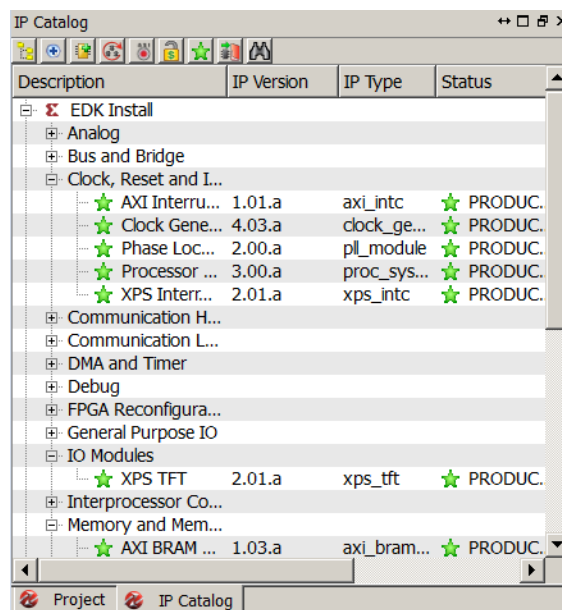 IP Catalog
Description IP Version IP Type Status
EDK Install
Analog
Bus and Bridge
Clock, Reset and I...
AXI Interru... 1.01.a axi_intc PRODUC...
Clock Gene... 4.03.a clock_ge... PRODUC...
Phase Loc... 2.00.a pll_module PRODUC...
Processor ... 3.00.a proc_sys... PRODUC...
XPS Interr... 2.01.a xps_intc PRODUC...
Communication H...
Communication L...
DMA and Timer
Debug
FPGA Reconfigura...
General Purpose IO
IO Modules
XPS TFT 2.01.a xps_tft PRODUC...
Interprocessor Co...
Memory and Mem...
AXI BRAM ... 1.03.a axi_bram... PRODUC...
Project IP Catalog